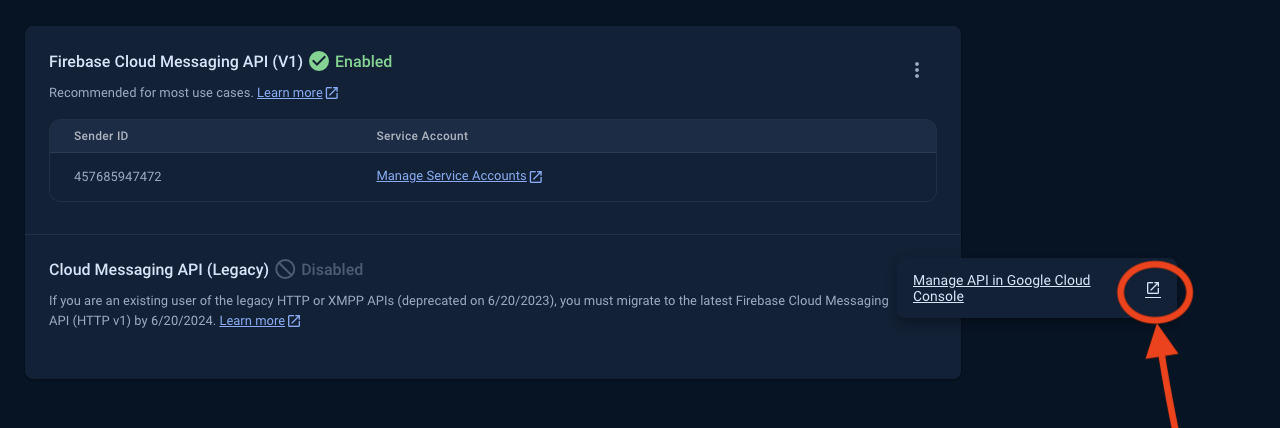 Firebase Cloud Messaging API (V1) Enabled
Recommended for most use cases. Learn more
Sender ID Service Account
457685947472 Manage Service Accounts
Cloud Messaging API (Legacy) Disabled
If you are an existing user of the legacy HTTP or XMPP APIs (deprecated on 6/20/2023), you must migrate to the latest Firebase Cloud Messaging
API (HTTP v1) by 6/20/2024. Learn more
Manage API in Google Cloud
Console